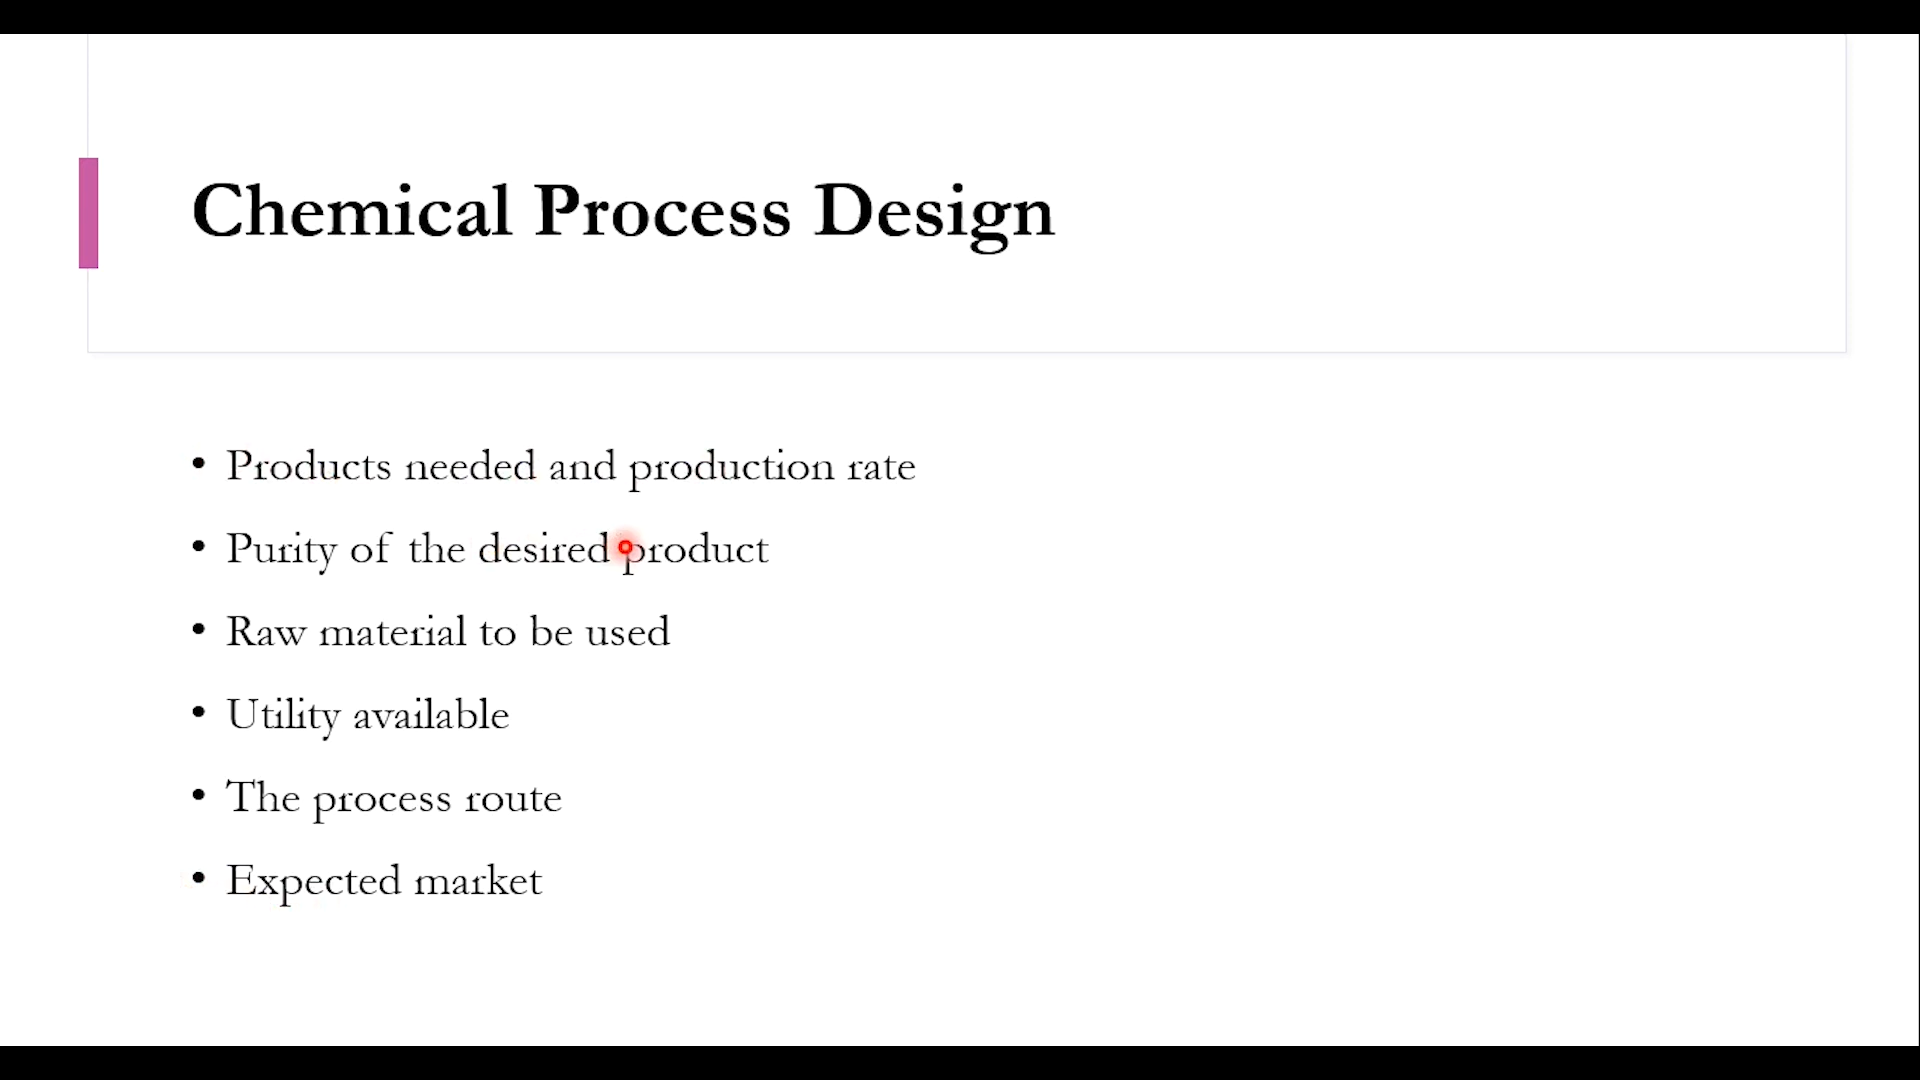 Chemical Process Design
• Products needed and production rate
• Purity of the desired product
• Raw material to be used
• Utility available
• The process route
• Expected market